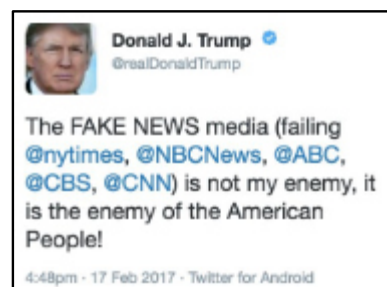 Donald J. Trump
@realDonaldTrump
The FAKE NEWS media (failing
@nytimes, @NBCNews, @ABC,
@CBS, @CNN) is not my enemy, it
is the enemy of the American
People!
4:48pm · 17 Feb 2017 · Twitter for Android